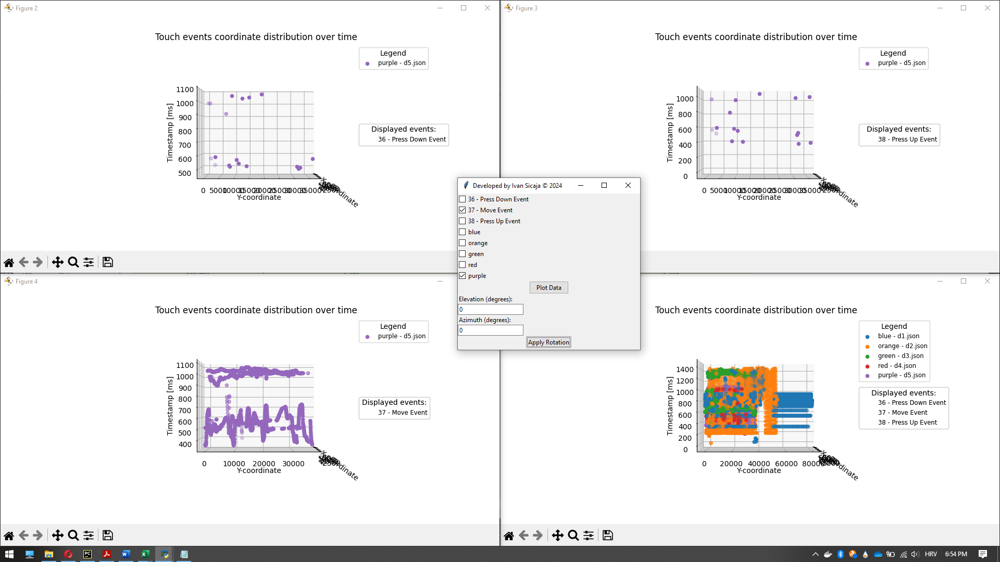 Figure 2
Touch events coordinate distribution over time
Legend
purple - d5.json
Displayed events:
36 - Press Down Event
Timestamp [ms]
1100
1000
900
800
700
600
500
0 5000 10000 15000 20000 25000 30000 35000
Y-coordinate
X-coordinate
Figure 3
Touch events coordinate distribution over time
Legend
purple - d5.json
Displayed events:
38 - Press Up Event
Timestamp [ms]
1000
800
600
400
200
0
0 5000 10000 15000 20000 25000 30000 35000
Y-coordinate
X-coordinate
Developed by Ivan Sicaja © 2024
36 - Press Down Event
37 - Move Event
38 - Press Up Event
blue
orange
green
red
purple
Plot Data
Elevation (degrees):
0
Azimuth (degrees):
0
Apply Rotation
Figure 4
Touch events coordinate distribution over time
Legend
purple - d5.json
Displayed events:
37 - Move Event
Timestamp [ms]
1100
1000
900
800
700
600
500
400
0 10000 20000 30000
Y-coordinate
X-coordinate
Touch events coordinate distribution over time
Legend
blue - d1.json
orange - d2.json
green - d3.json
red - d4.json
purple - d5.json
Displayed events:
36 - Press Down Event
37 - Move Event
38 - Press Up Event
Timestamp [ms]
1400
1200
1000
800
600
400
200
0
0 20000 40000 60000 80000
Y-coordinate
X-coordinate
HRV
6:54 PM